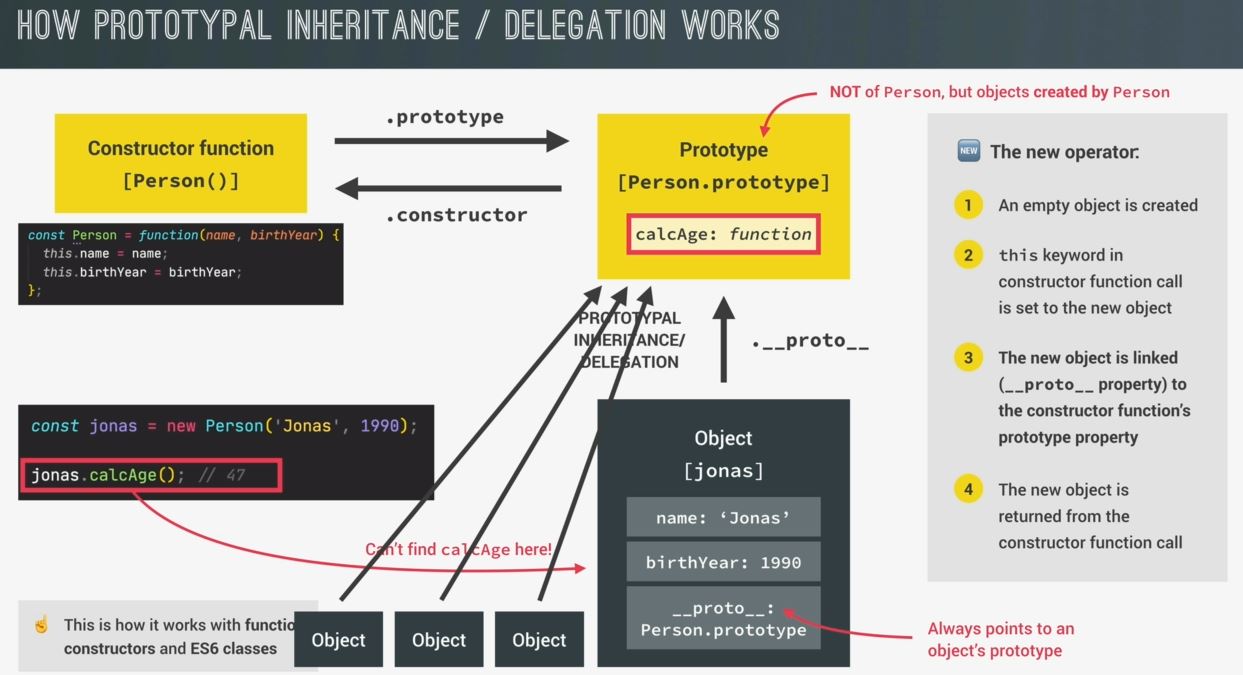 HOW PROTOTYPAL INHERITANCE / DELEGATION WORKS
NOT of Person, but objects created by Person
Constructor function
[Person()]
.prototype
.constructor
Prototype
[Person.prototype]
calcAge: function
const Person = function(name, birthYear) {
this.name = name;
this.birthYear = birthYear;
};
PROTOTYPAL
INHERITANCE/
DELEGATION
.__proto__
const jonas = new Person('Jonas', 1990);
jonas.calcAge(); // 47
Can't find calcAge here!
Object
[jonas]
name: ‘Jonas’
birthYear: 1990
__proto__:
Person.prototype
Always points to an
object’s prototype
☝ This is how it works with
constructors and ES6 classes
Object
Object
Object
NEW The new operator:
1 An empty object is created
2 this keyword in
constructor function call
is set to the new object
3 The new object is linked
(__proto__ property) to
the constructor function’s
prototype property
4 The new object is
returned from the
constructor function call